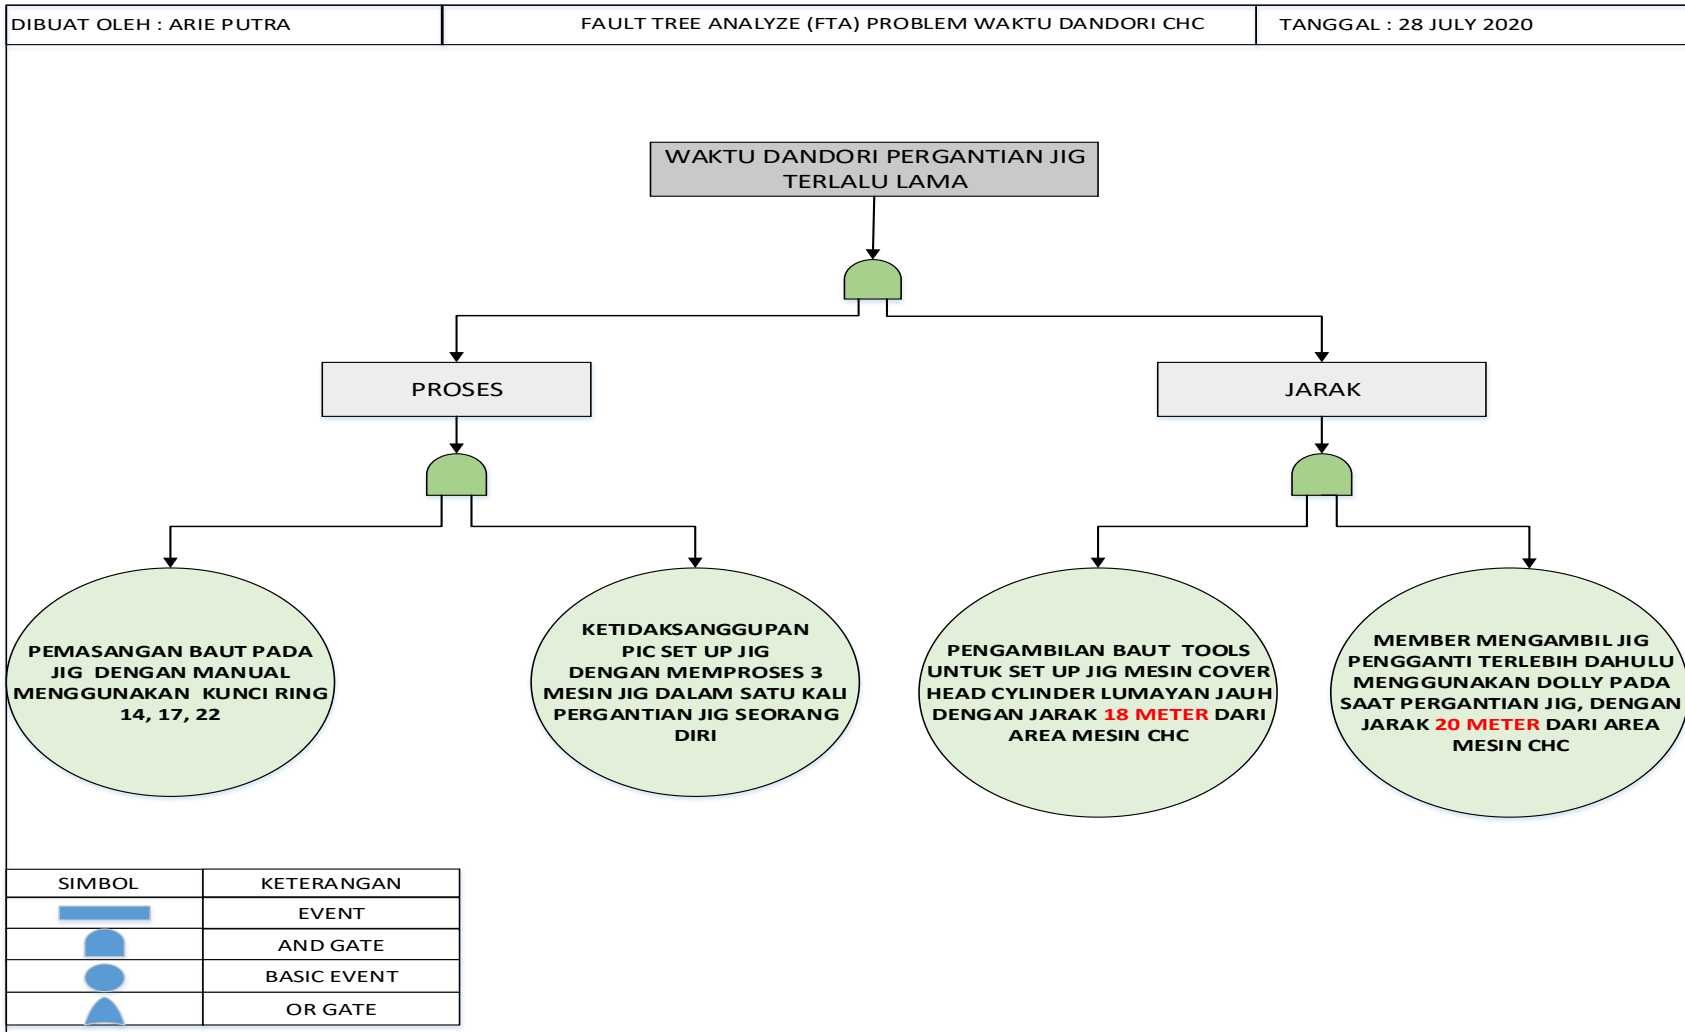 DIBUAT OLEH : ARIE PUTRA
FAULT TREE ANALYZE (FTA) PROBLEM WAKTU DANDORI CHC
TANGGAL : 28 JULY 2020
WAKTU DANDORI PERGANTIAN JIG
TERLALU LAMA
PROSES
JARAK
PEMASANGAN BAUT PADA
JIG DENGAN MANUAL
MENGGUNAKAN KUNCI RING
14, 17, 22
KETIDAKSANGGUPAN
PIC SET UP JIG
DENGAN MEMPROSES 3
MESIN JIG DALAM SATU KALI
PERGANTIAN JIG SEORANG
DIRI
PENGAMBILAN BAUT TOOLS
UNTUK SET UP JIG MESIN COVER
HEAD CYLINDER LUMAYAN JAUH
DENGAN JARAK 18 METER DARI
AREA MESIN CHC
MEMBER MENGAMBIL JIG
PENGGANTI TERLEBIH DAHULU
MENGGUNAKAN DOLLY PADA
SAAT PERGANTIAN JIG, DENGAN
JARAK 20 METER DARI AREA
MESIN CHC
SIMBOL
KETERANGAN
EVENT
AND GATE
BASIC EVENT
OR GATE